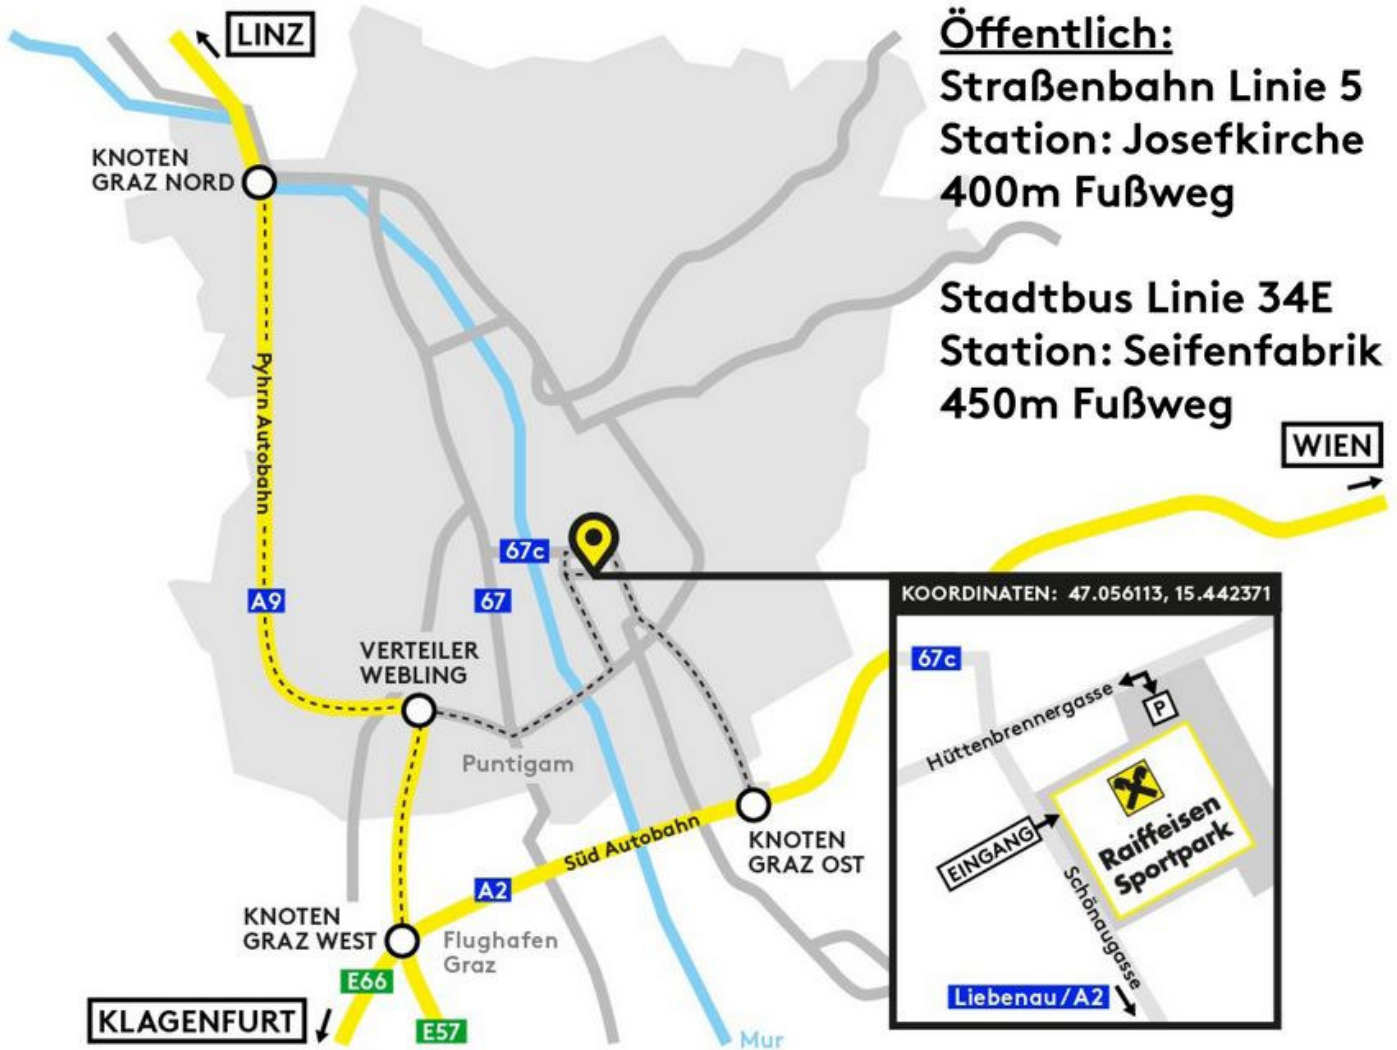 LINZ
Öffentlich:
Straßenbahn Linie 5
Station: Josefkirche
400m Fußweg
Stadtbus Linie 34E
Station: Seifenfabrik
450m Fußweg
KNOTEN
GRAZ NORD
Pyhrn Autobahn
WIEN
67c
A9
67
KOORDINATEN: 47.056113, 15.442371
VERTEILER
WEBLING
67c
Hüttenbrennergasse
P
Puntigam
Raiffeisen
Sportpark
EINGANG
Süd Autobahn
KNOTEN
GRAZ OST
A2
Schönaugasse
KNOTEN
GRAZ WEST
Flughafen
Graz
E66
Liebenau/A2
KLAGENFURT
E57
Mur